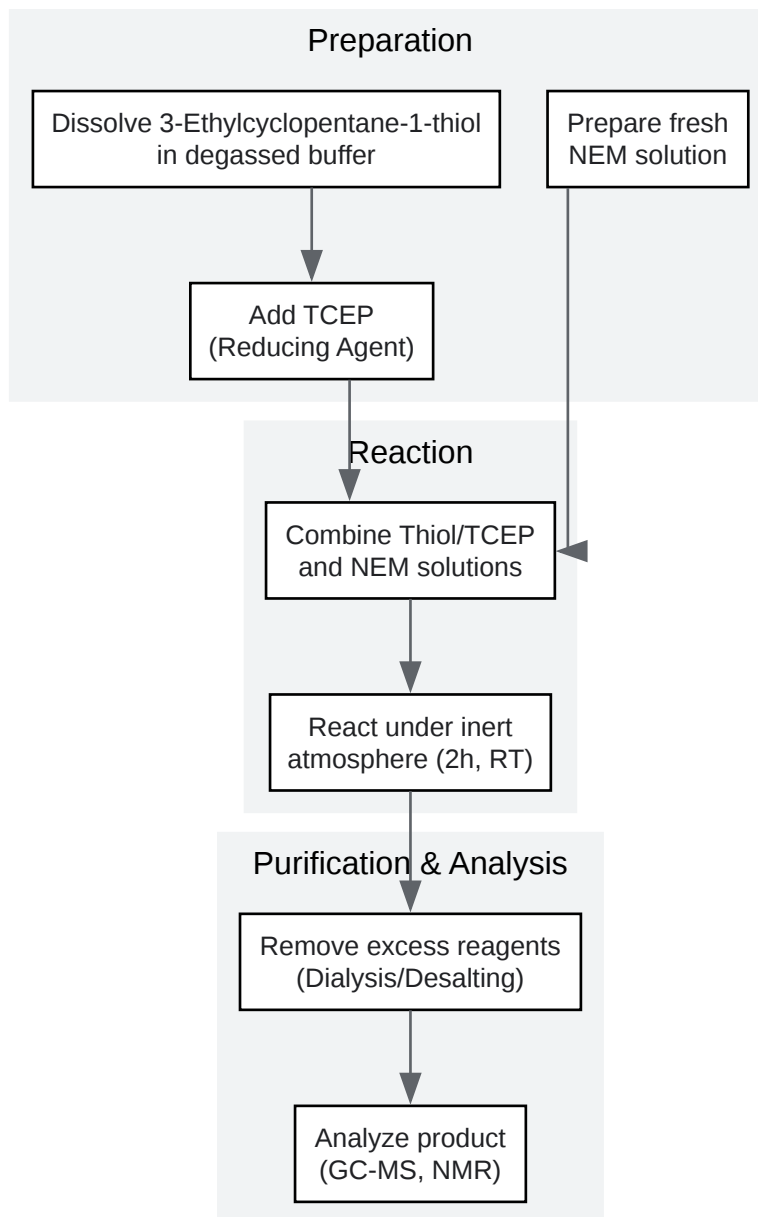 Preparation
Dissolve 3-Ethylcyclopentane-1-thiol
in degassed buffer
Prepare fresh
NEM solution
Add TCEP
(Reducing Agent)
Reaction
Combine Thiol/TCEP
and NEM solutions
React under inert
atmosphere (2h, RT)
Purification & Analysis
Remove excess reagents
(Dialysis/Desalting)
Analyze product
(GC-MS, NMR)